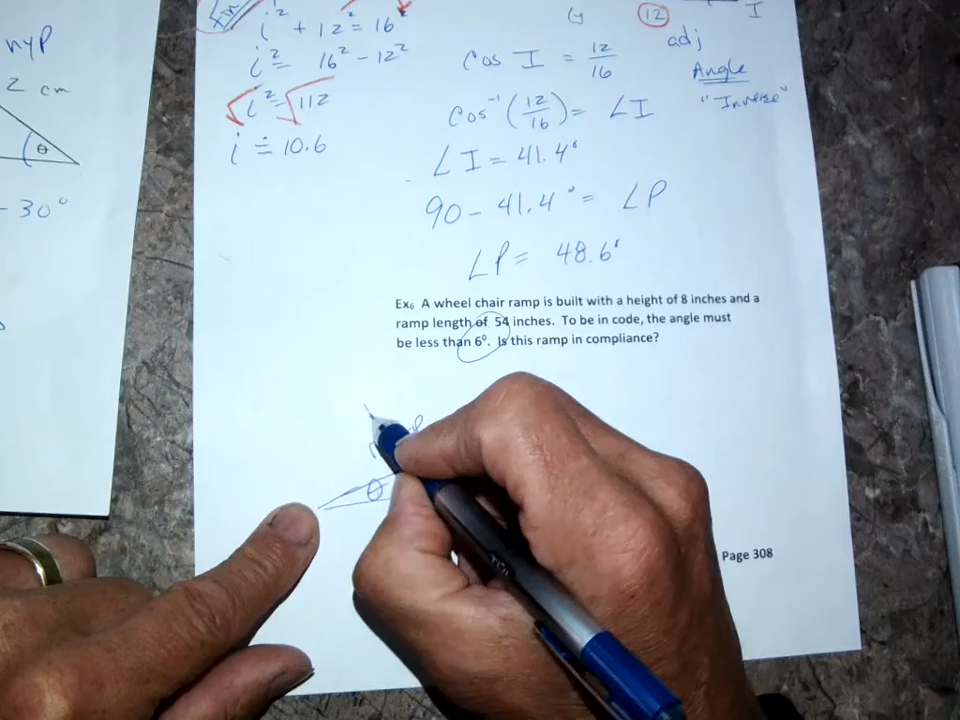 hyp
2 cm
θ
- 30°
i² + 12² = 16²
i² = 16² - 12²
√i² = √112
i ≐ 10.6
12
adj
I
Cos I = 12/16
Angle
"Inverse"
Cos⁻¹ (12/16) = ∠I
∠I = 41.4°
90 - 41.4° = ∠P
∠P = 48.6°
Ex₆ A wheel chair ramp is built with a height of 8 inches and a
ramp length of 54 inches. To be in code, the angle must
be less than 6⁰. Is this ramp in compliance?
θ
Page 308